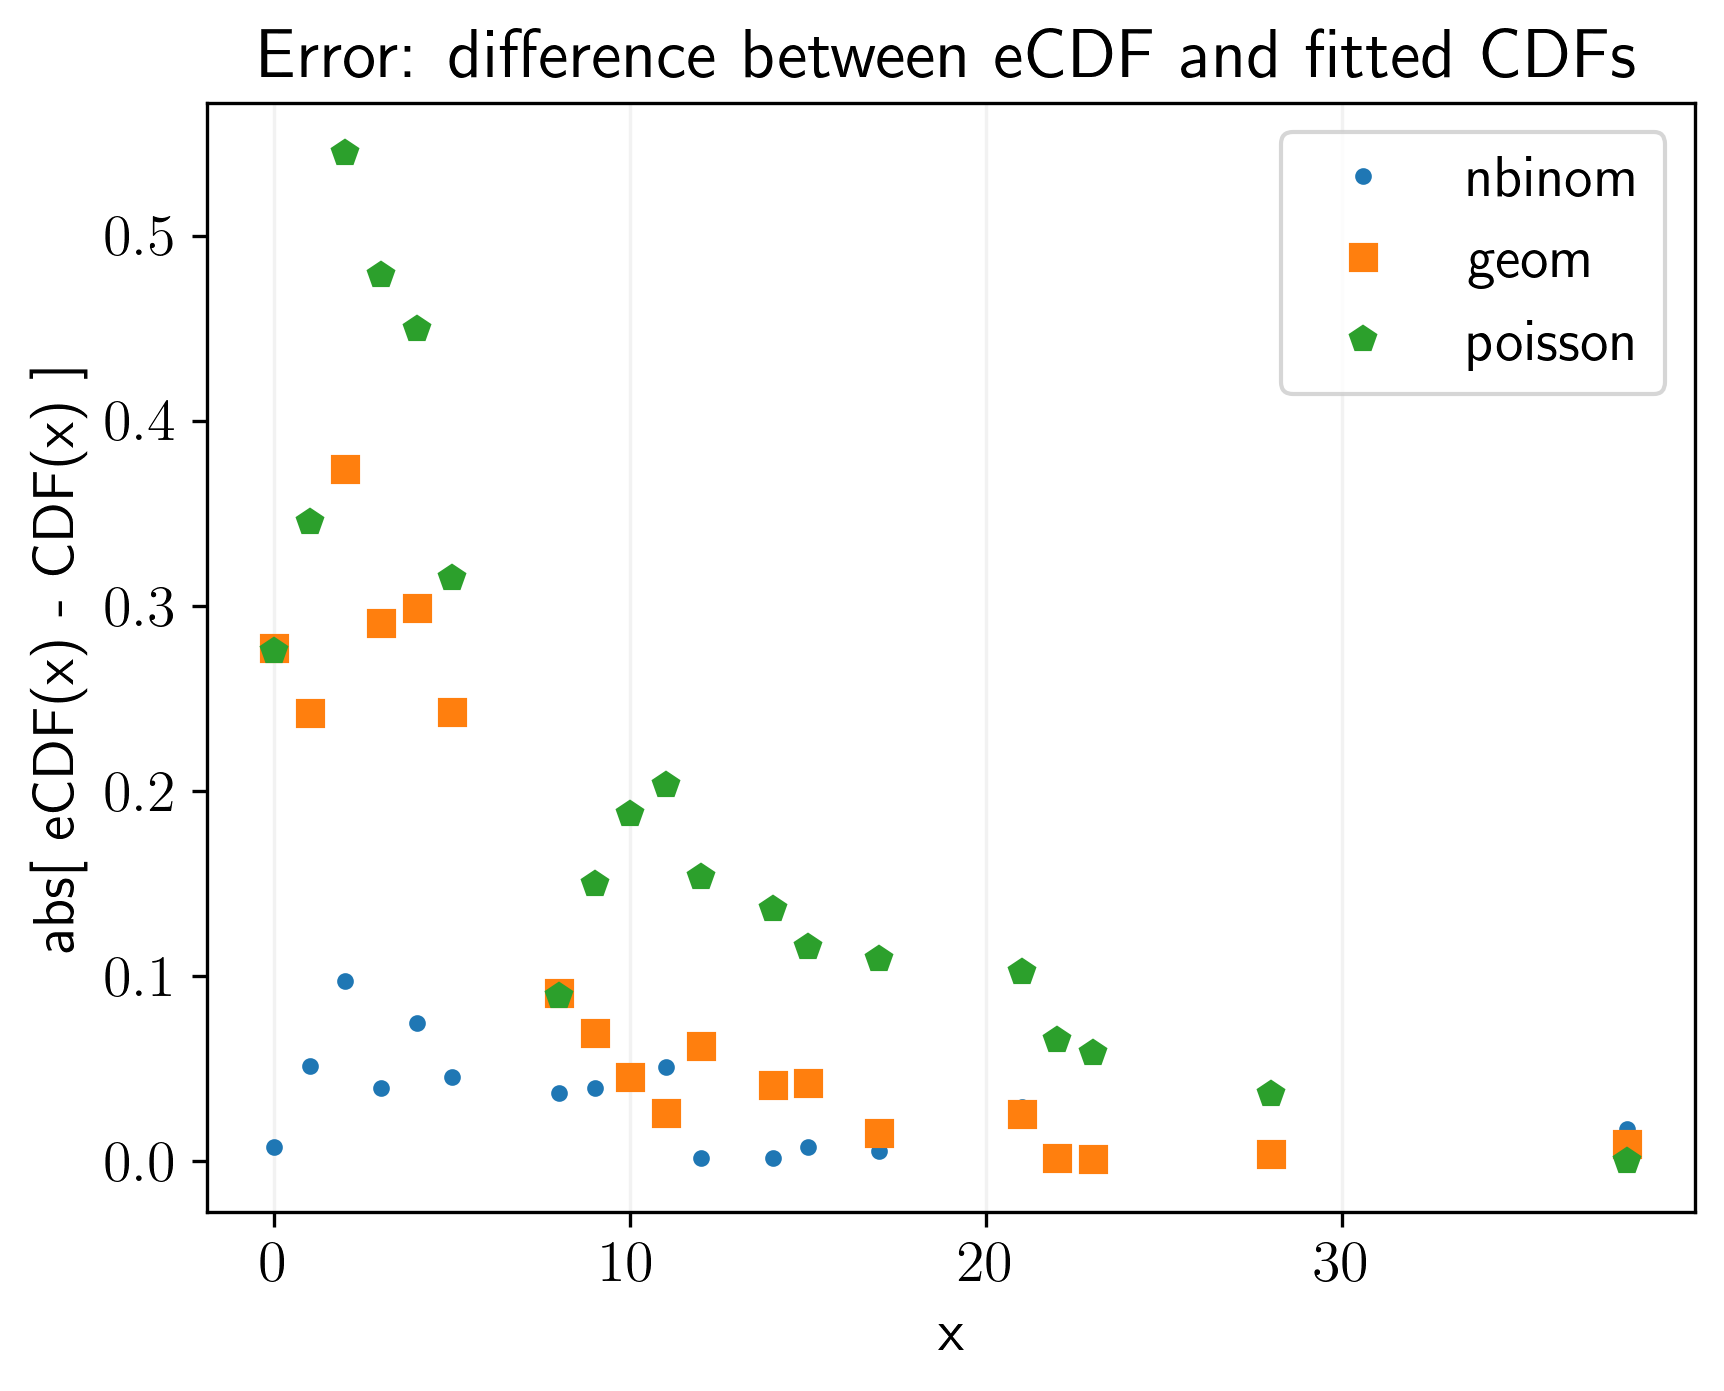 Error: difference between eCDF and fitted CDFs
abs[ eCDF(x) - CDF(x) ]
0.5
0.4
0.3
0.2
0.1
0.0
nbinom
geom
poisson
0 10 20 30
x